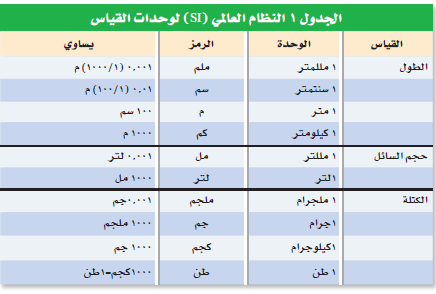 الجدول ١ النظام العالمي (SI) لوحدات القياس
القياس الوحدة الرمز يساوي
الطول ١ مللمتر ملم ٠,٠٠١ (١/١٠٠٠) م
١ سنتمتر سم ٠,٠١ (١/١٠٠) م
١ متر م ١٠٠ سم
١ كيلومتر كم ١٠٠٠ م
حجم السائل ١ مللتر مل ٠,٠٠١ لتر
١لتر لتر ١٠٠٠ مل
الكتلة ١ ملجرام ملجم ٠,٠٠١جم
١جرام جم ١٠٠٠ ملجم
١كيلوجرام كجم ١٠٠٠ جم
١ طن طن ١٠٠٠كجم=١طن